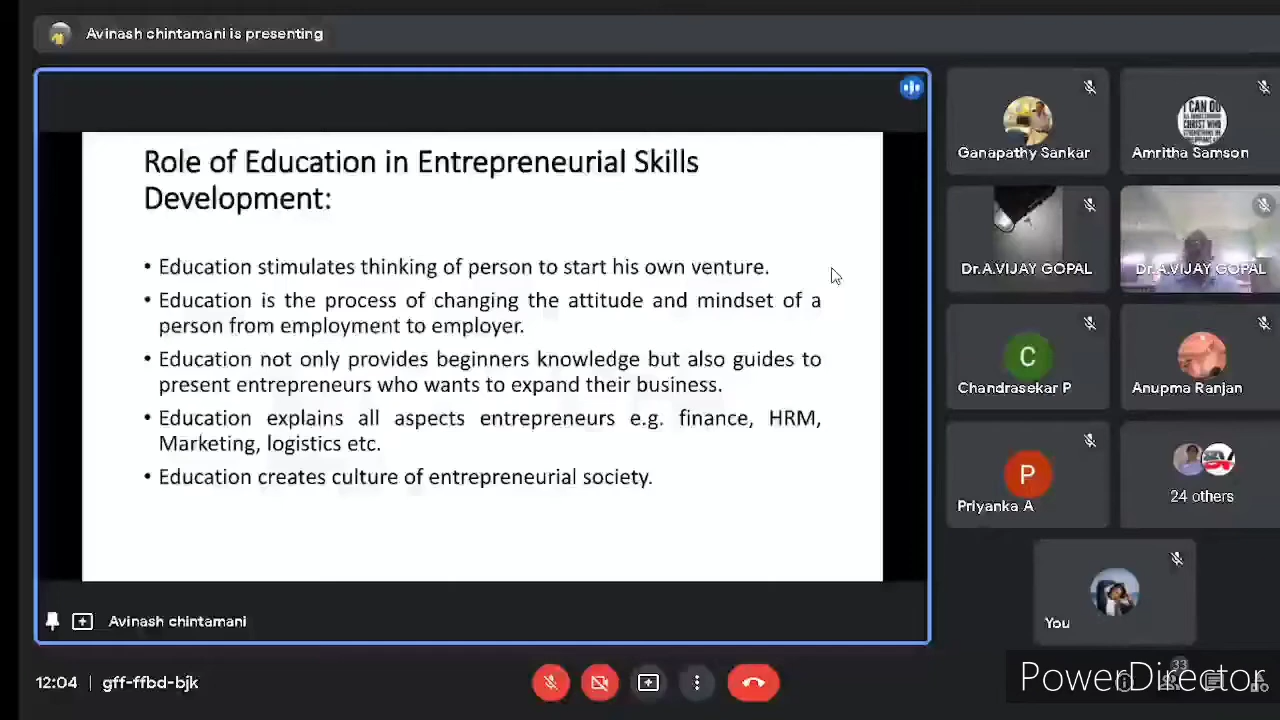 Avinash chintamani is presenting
Role of Education in Entrepreneurial Skills
Development:
• Education stimulates thinking of person to start his own venture.
• Education is the process of changing the attitude and mindset of a
person from employment to employer.
• Education not only provides beginners knowledge but also guides to
present entrepreneurs who wants to expand their business.
• Education explains all aspects entrepreneurs e.g. finance, HRM,
Marketing, logistics etc.
• Education creates culture of entrepreneurial society.
Avinash chintamani
Ganapathy Sankar
I CAN DO
CHRIST WHO
Amritha Samson
Dr.A.VIJAY GOPAL
Dr.A.VIJAY GOPAL
C
Chandrasekar P
Anupma Ranjan
P
Priyanka A
24 others
You
12:04 | gff-ffbd-bjk
33
PowerDirector